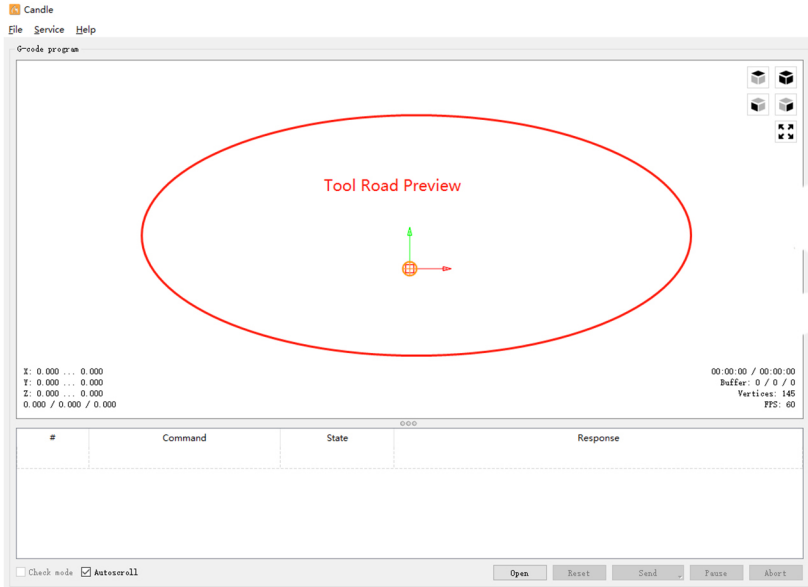 Candle
File Service Help
G-code program
Tool Road Preview
X: 0.000 ... 0.000
Y: 0.000 ... 0.000
Z: 0.000 ... 0.000
0.000 / 0.000 / 0.000
00:00:00 / 00:00:00
Buffer: 0 / 0 / 0
Vertices: 145
FPS: 60
# Command State Response
Check mode Autoscroll Open Reset Send Pause Abort